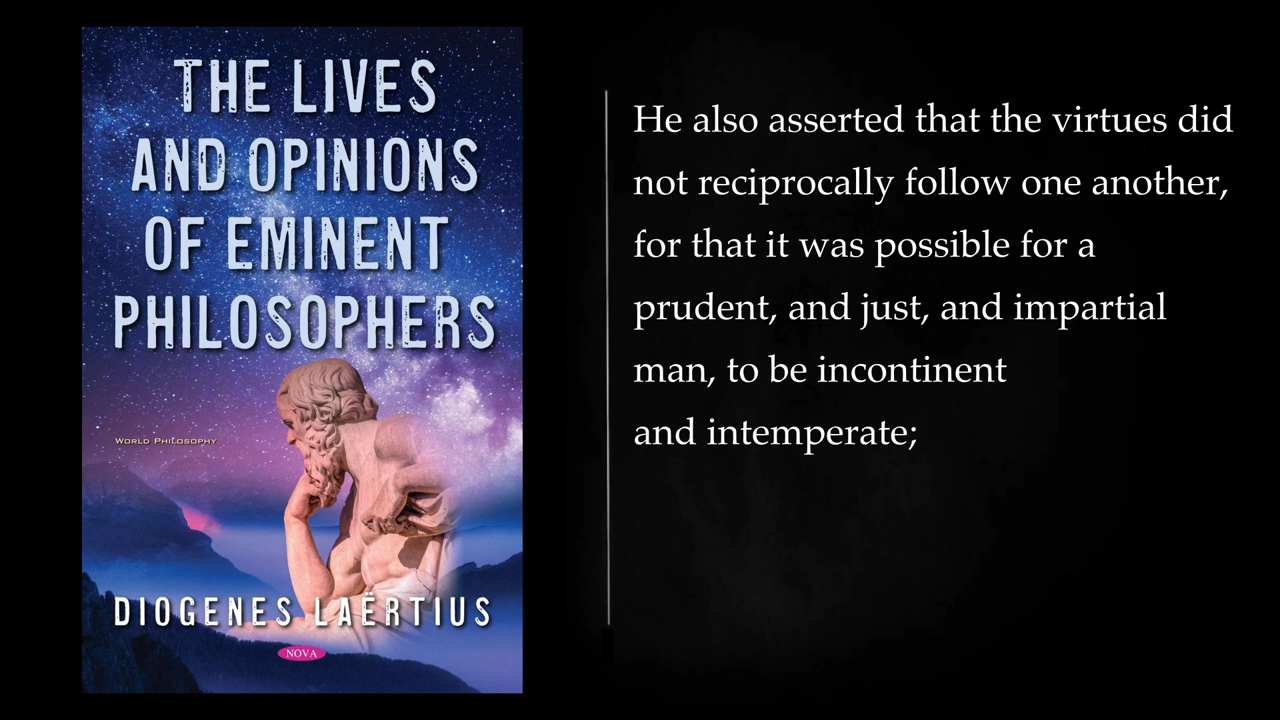 THE LIVES
AND OPINIONS
OF EMINENT
PHILOSOPHERS
WORLD PHILOSOPHY
DIOGENES LAËRTIUS
NOVA
He also asserted that the virtues did
not reciprocally follow one another,
for that it was possible for a
prudent, and just, and impartial
man, to be incontinent
and intemperate;